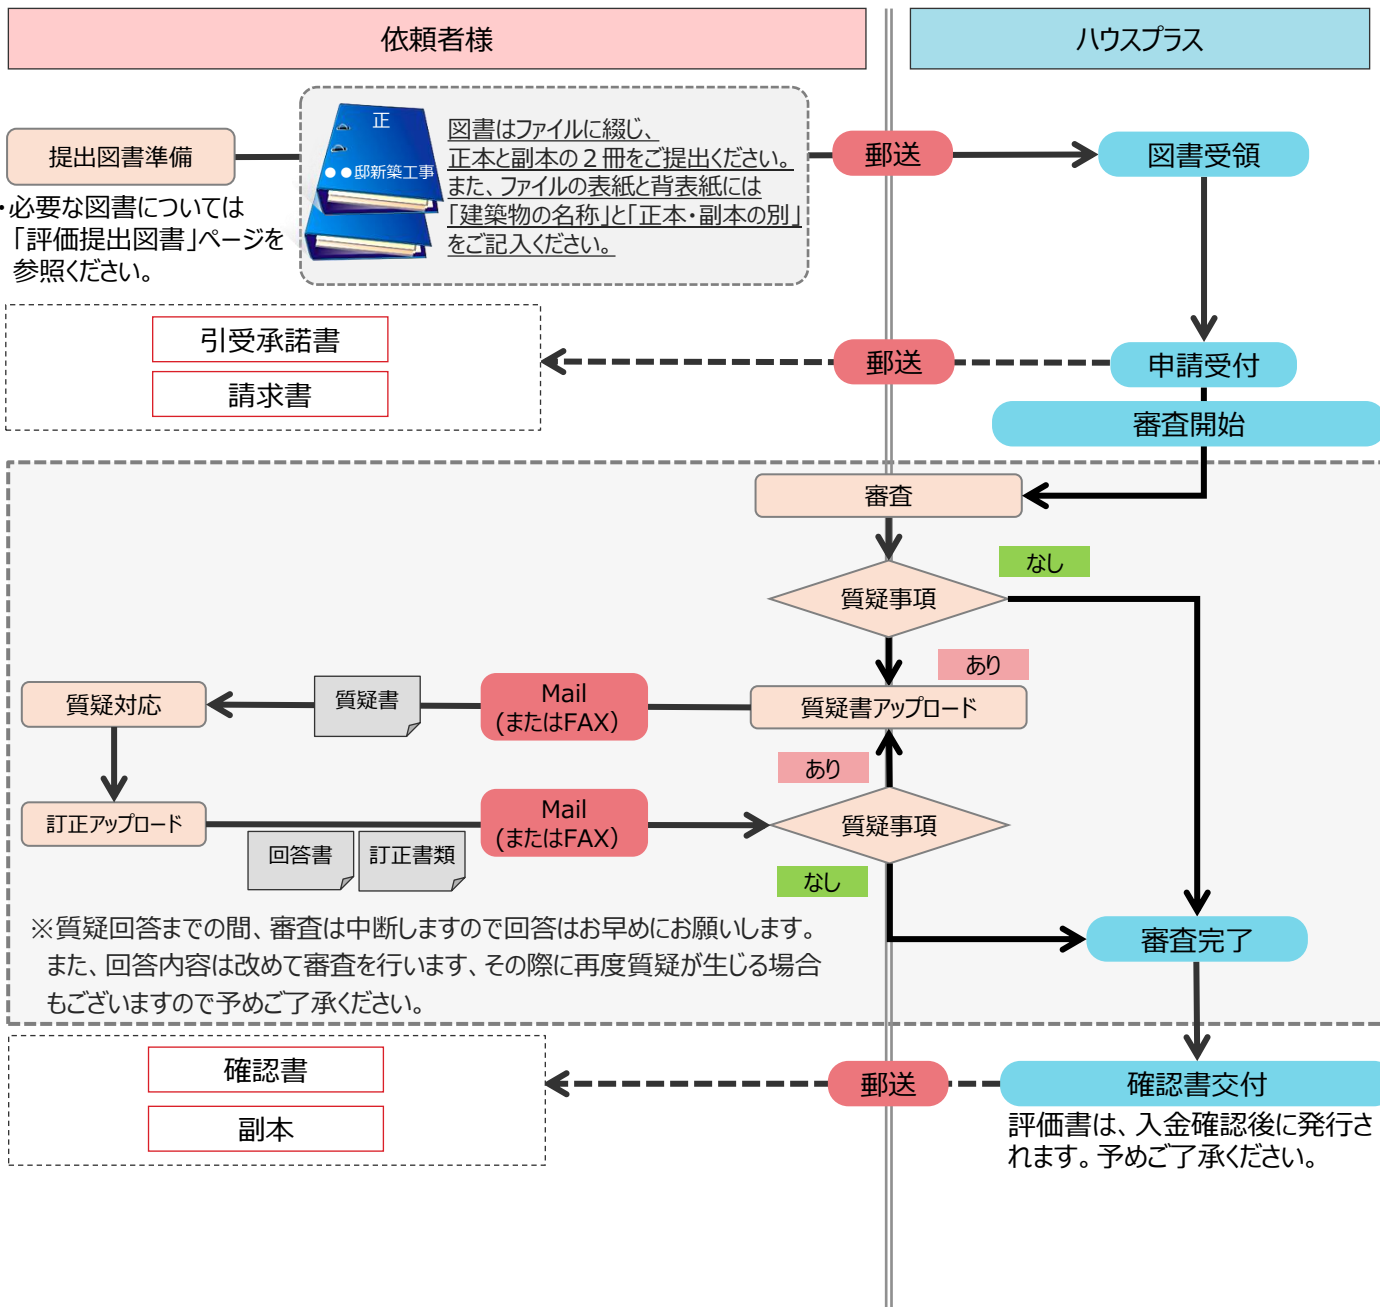 依頼者様
ハウスプラス
提出図書準備
正
●●邸新築工事
図書はファイルに綴じ、
正本と副本の２冊をご提出ください。
また、ファイルの表紙と背表紙には
「建築物の名称」と「正本・副本の別」
をご記入ください。
郵送
図書受領
・必要な図書については
「評価提出図書」ページを
参照ください。
引受承諾書
請求書
郵送
申請受付
審査開始
審査
質疑事項
なし
あり
質疑対応
質疑書
Mail
(またはFAX)
質疑書アップロード
あり
訂正アップロード
回答書
訂正書類
Mail
(またはFAX)
質疑事項
なし
※質疑回答までの間、審査は中断しますので回答はお早めにお願いします。
また、回答内容は改めて審査を行います、その際に再度質疑が生じる場合
もございますので予めご了承ください。
審査完了
確認書
副本
郵送
確認書交付
評価書は、入金確認後に発行さ
れます。予めご了承ください。